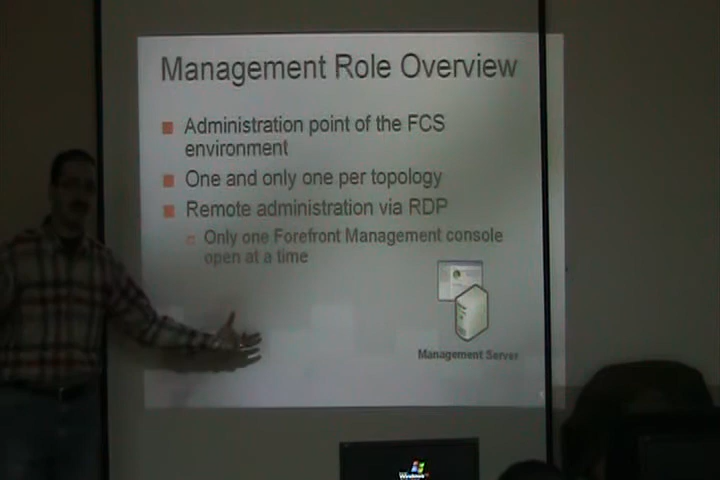 Management Role Overview
Administration point of the FCS
environment
One and only one per topology
Remote administration via RDP
Only one Forefront Management console
open at a time
Management Server
Windows